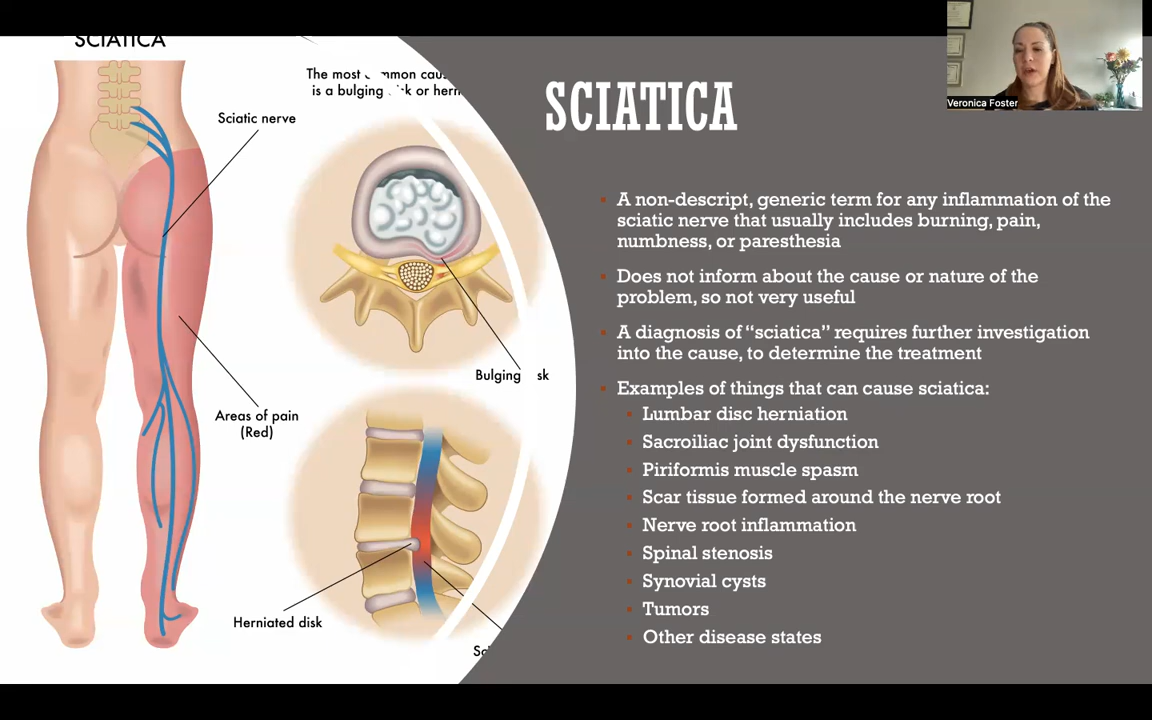 SCIATICA
The most common cau
is a bulging disk or hern
Sciatic nerve
Bulging sk
Areas of pain
(Red)
Herniated disk
Sc
SCIATICA
Veronica Foster
A non-descript, generic term for any inflammation of the
sciatic nerve that usually includes burning, pain,
numbness, or paresthesia
Does not inform about the cause or nature of the
problem, so not very useful
A diagnosis of “sciatica” requires further investigation
into the cause, to determine the treatment
Examples of things that can cause sciatica:
Lumbar disc herniation
Sacroiliac joint dysfunction
Piriformis muscle spasm
Scar tissue formed around the nerve root
Nerve root inflammation
Spinal stenosis
Synovial cysts
Tumors
Other disease states